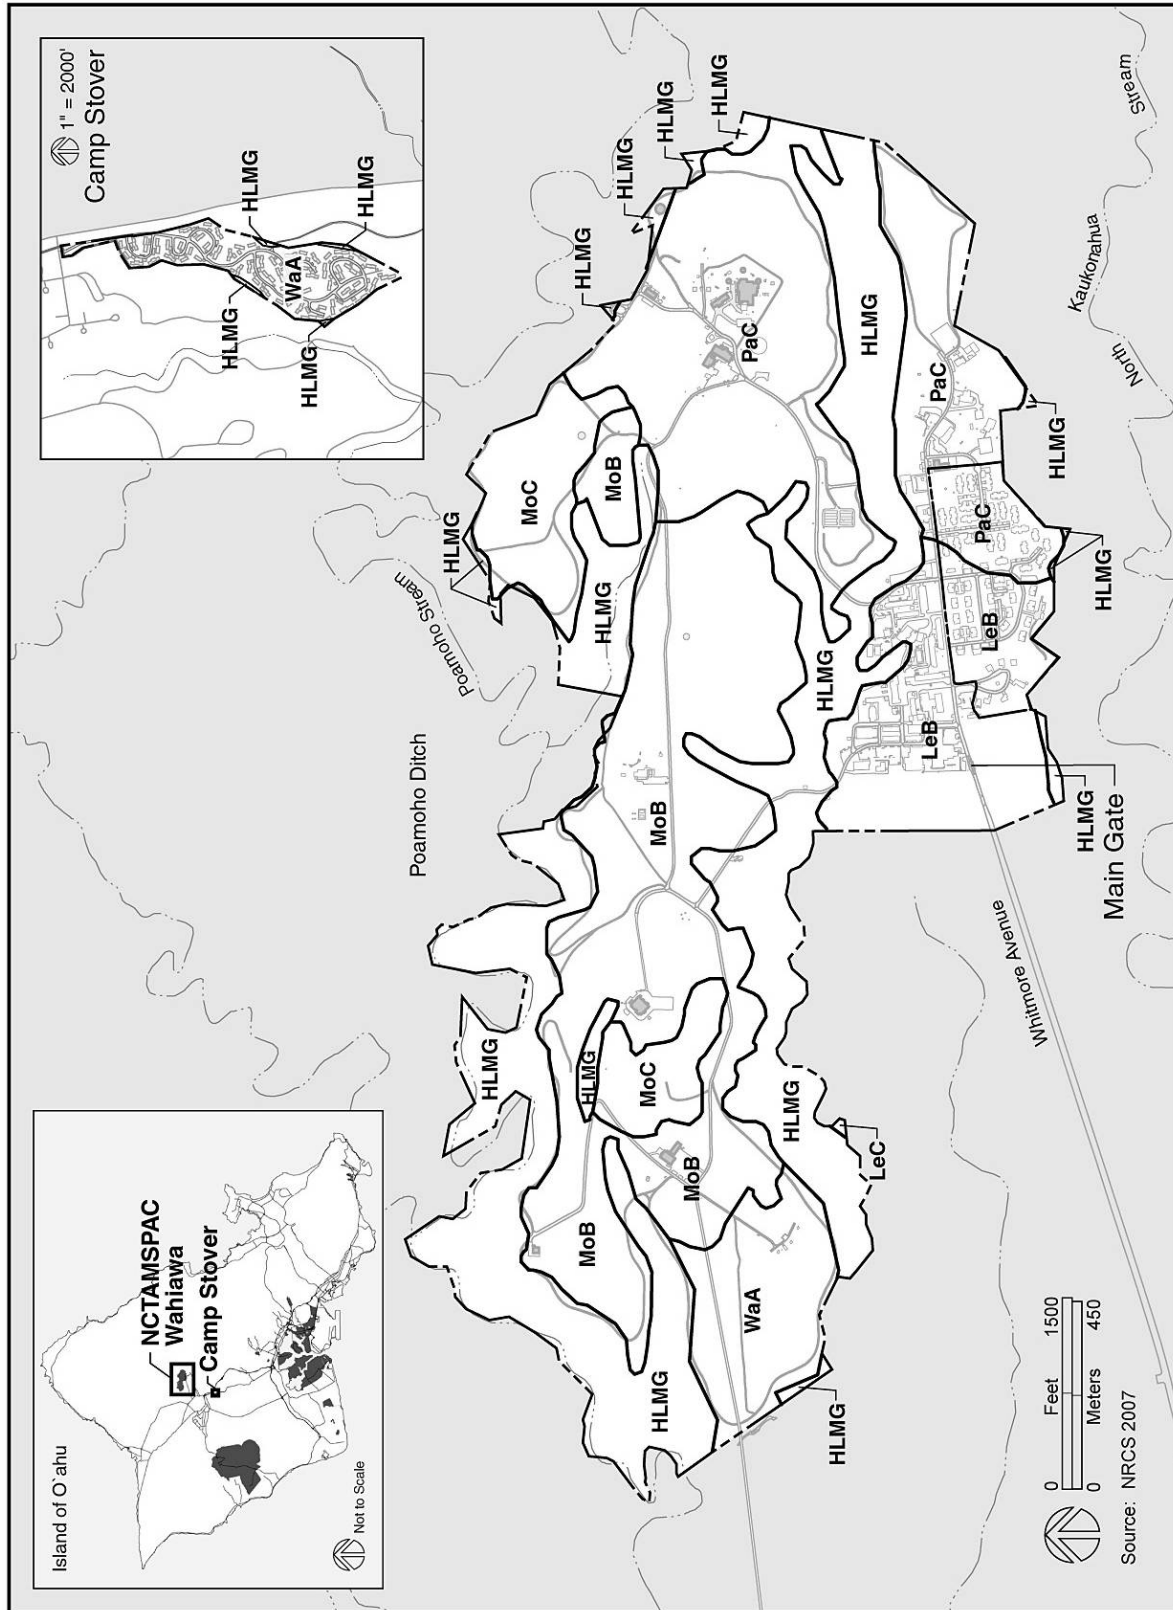 Island of O`ahu
NCTAMSPAC
Wahiawa
Camp Stover
Not to Scale
1" = 2000'
Camp Stover
HLMG
HLMG
WaA
HLMG
HLMG
Poamoho Stream
Poamoho Ditch
HLMG
HLMG
HLMG
HLMG
HLMG
HLMG
MoC
MoB
HLMG
PaC
HLMG
HLMG
MoB
HLMG
MoC
MoB
MoB
HLMG
WaA
HLMG
HLMG
LeC
HLMG
LeB
LeB
PaC
PaC
HLMG
HLMG
HLMG
Main Gate
Whitmore Avenue
North
Kaukonahua
Stream
0 Feet 1500
0 Meters 450
Source: NRCS 2007